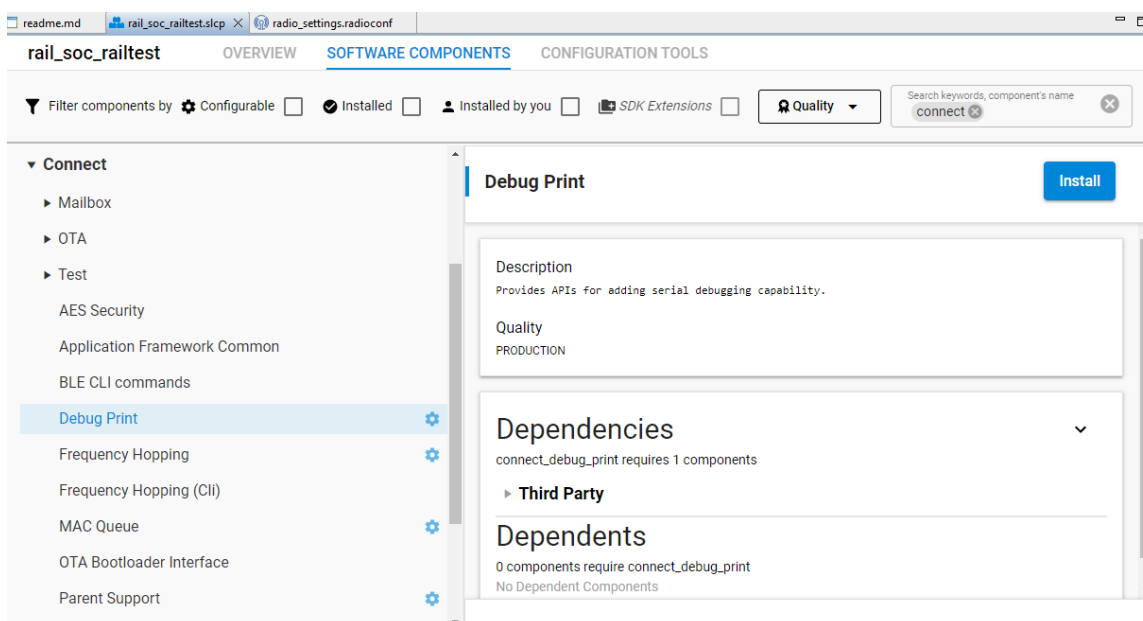 readme.md
rail_soc_railtest.slcp
radio_settings.radioconf
rail_soc_railtest
OVERVIEW
SOFTWARE COMPONENTS
CONFIGURATION TOOLS
Filter components by
Configurable
Installed
Installed by you
SDK Extensions
Quality
Search keywords, component's name
connect
Connect
Mailbox
OTA
Test
AES Security
Application Framework Common
BLE CLI commands
Debug Print
Frequency Hopping
Frequency Hopping (Cli)
MAC Queue
OTA Bootloader Interface
Parent Support
Debug Print
Install
Description
Provides APIs for adding serial debugging capability.
Quality
PRODUCTION
Dependencies
connect_debug_print requires 1 components
Third Party
Dependents
0 components require connect_debug_print
No Dependent Components